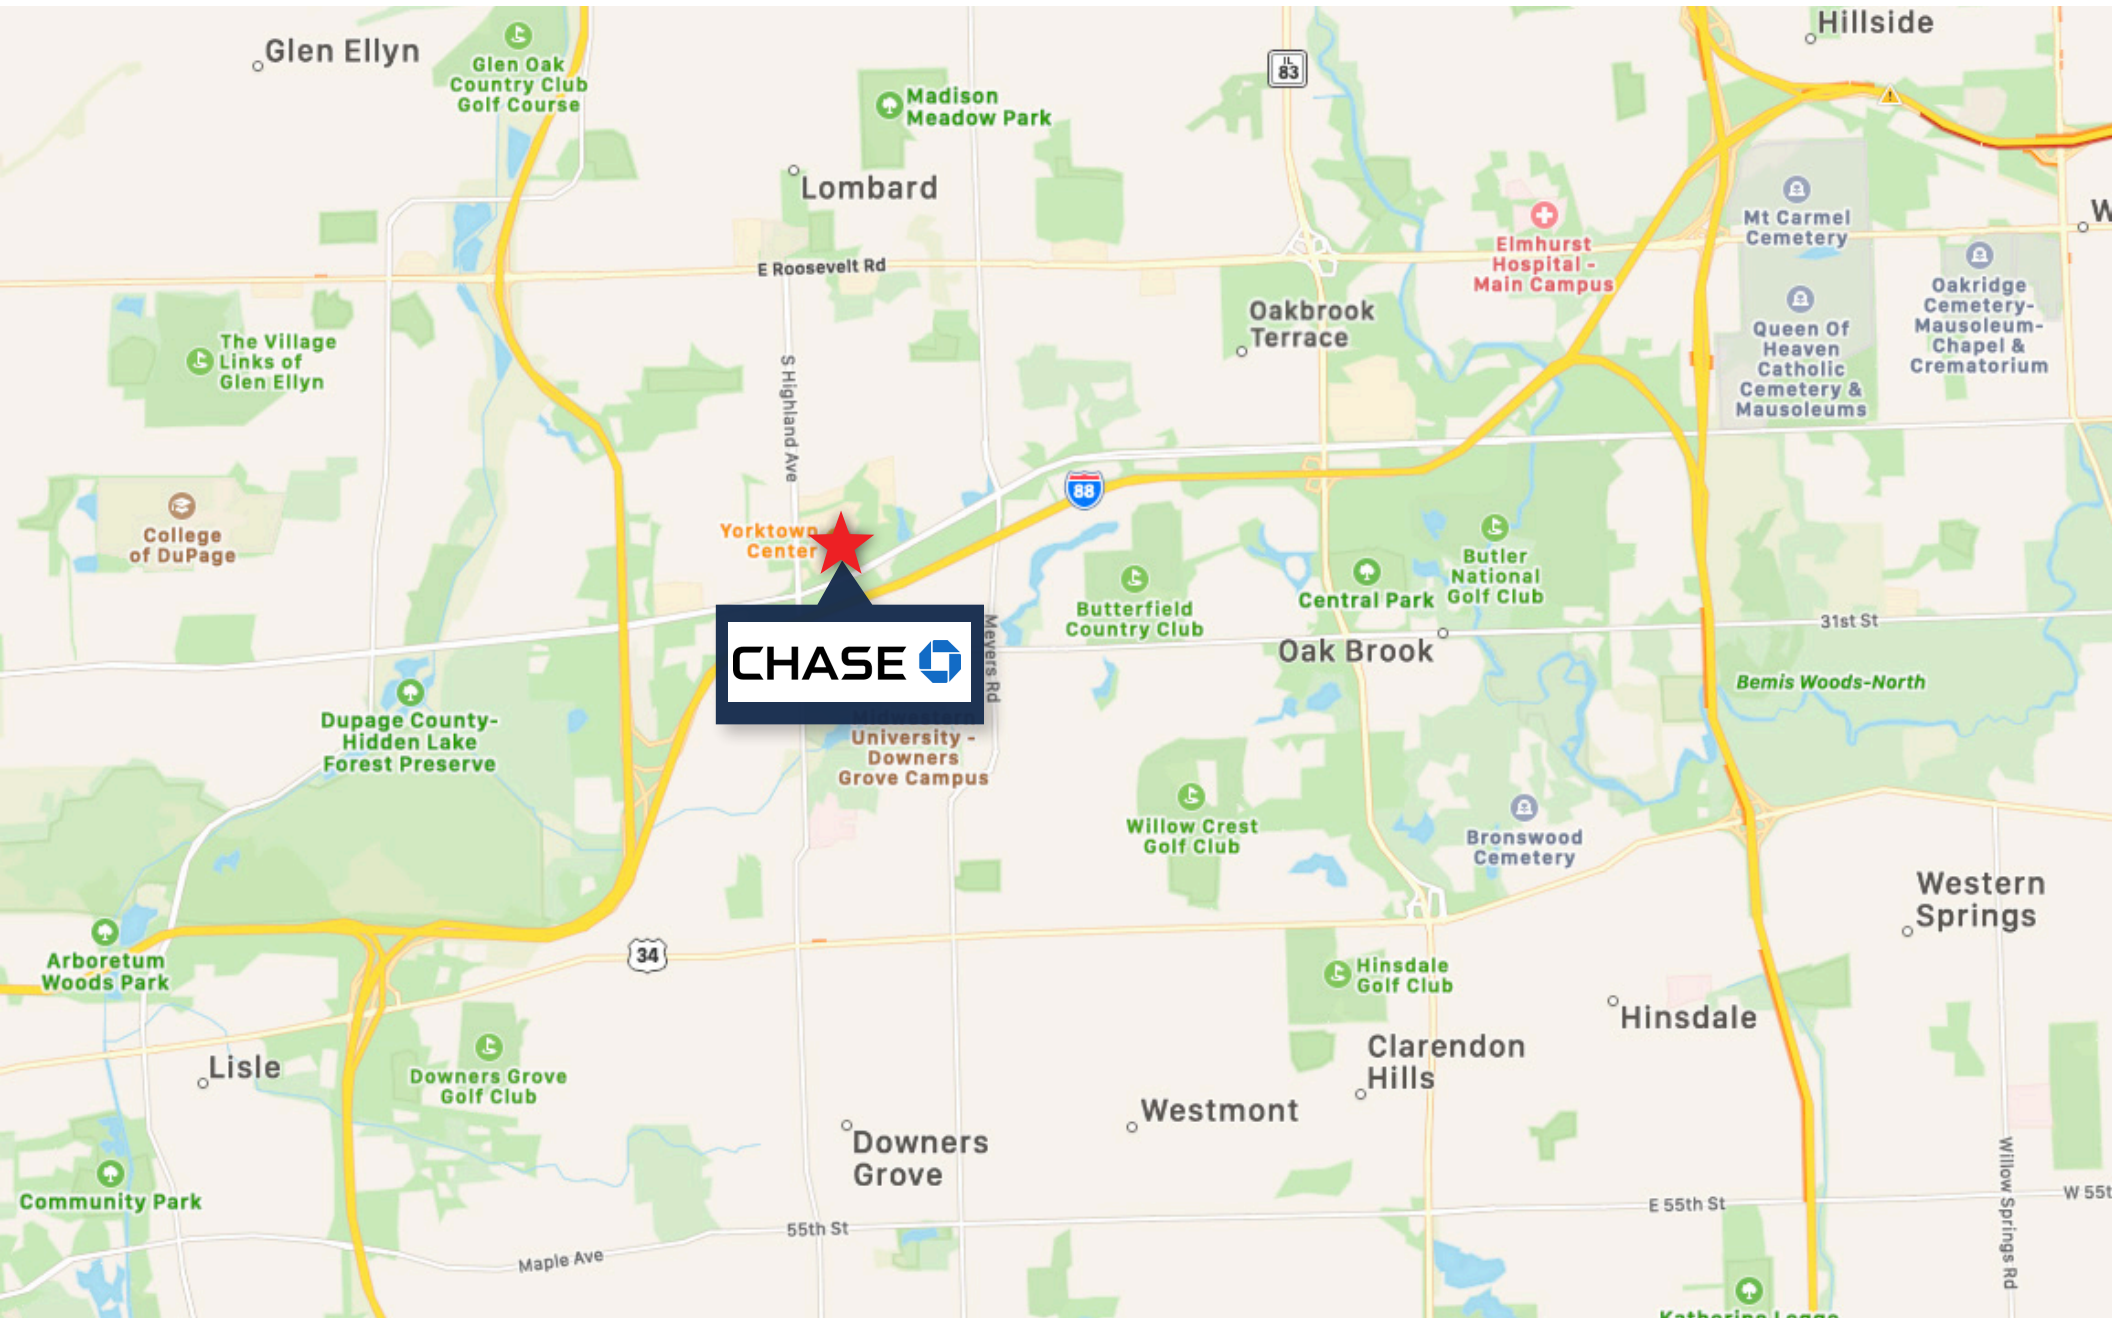 Hillside
Glen Ellyn
Glen Oak
Country Club
Golf Course
IL
83
Madison
Meadow Park
Lombard
Mt Carmel
Cemetery
W
Elmhurst
Hospital -
Main Campus
E Roosevelt Rd
Oakridge
Cemetery-
Mausoleum-
Chapel &
Crematorium
Oakbrook
Terrace
Queen Of
Heaven
Catholic
Cemetery &
Mausoleums
The Village
Links of
Glen Ellyn
S Highland Ave
88
College
of DuPage
Yorktown
Center
Butler
National
Golf Club
Central Park
Butterfield
Country Club
31st St
Oak Brook
Meyers Rd
CHASE
Bemis Woods-North
Dupage County-
Hidden Lake
Forest Preserve
Midwestern
University -
Downers
Grove Campus
Willow Crest
Golf Club
Bronswood
Cemetery
Western
Springs
34
Arboretum
Woods Park
Hinsdale
Golf Club
Hinsdale
Clarendon
Hills
Lisle
Downers Grove
Golf Club
Westmont
Downers
Grove
Community Park
Willow Springs Rd
E 55th St
W 55t
55th St
Maple Ave
Katherine Legge